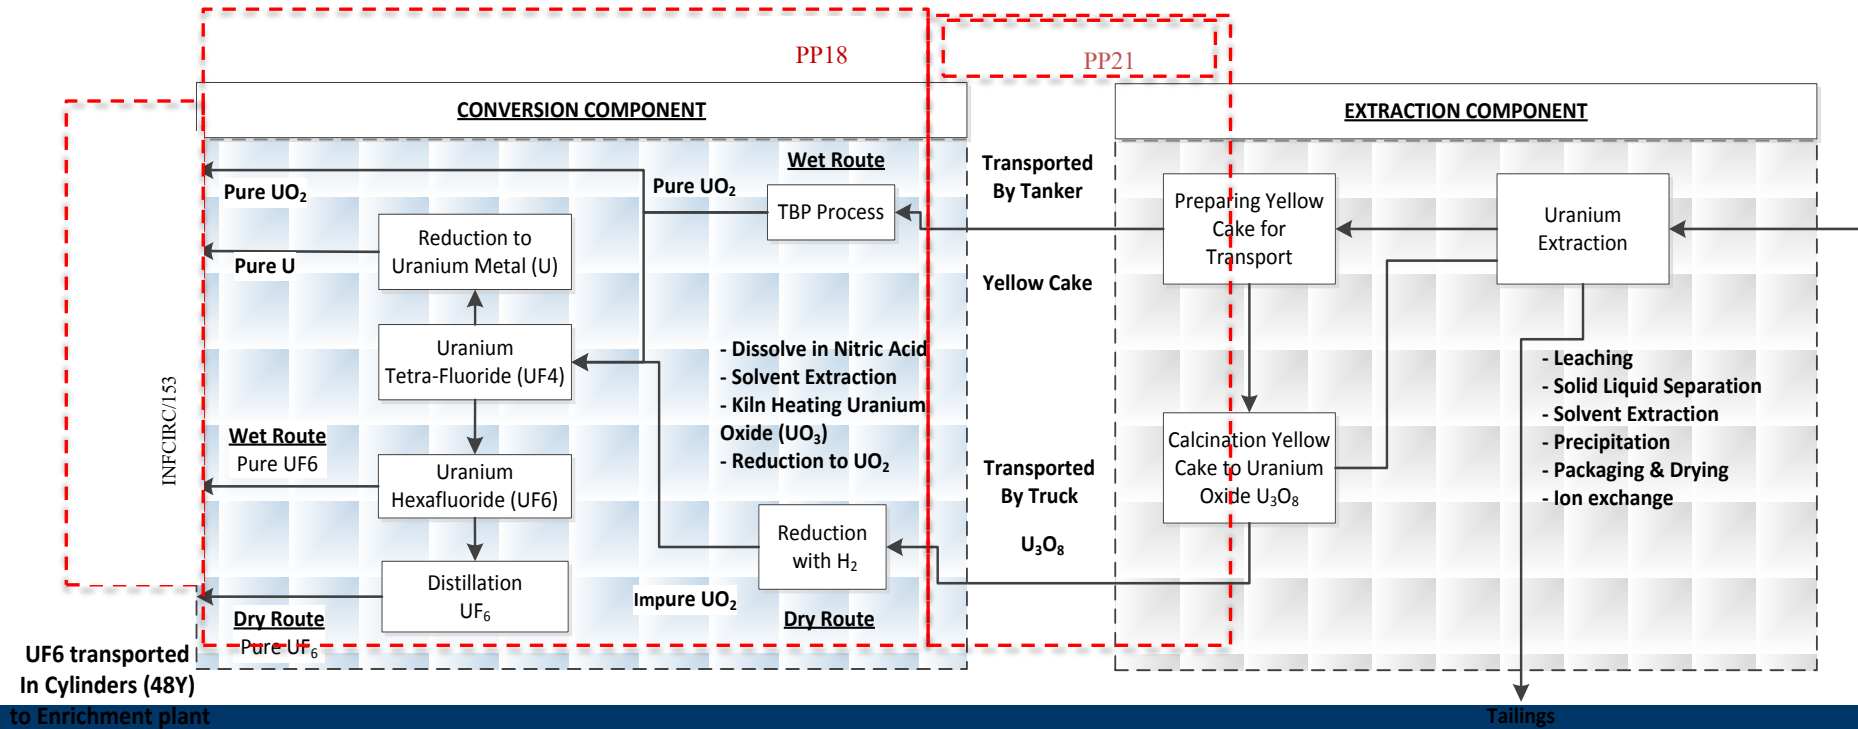 PP18
PP21
CONVERSION COMPONENT
EXTRACTION COMPONENT
Wet Route
Pure UO₂
Pure UO₂
TBP Process
Transported
By Tanker
Preparing Yellow
Cake for
Transport
Uranium
Extraction
Reduction to
Uranium Metal (U)
Pure U
Yellow Cake
Uranium
Tetra-Fluoride (UF4)
- Dissolve in Nitric Acid
- Solvent Extraction
- Kiln Heating Uranium
Oxide (UO₃)
- Reduction to UO₂
- Leaching
- Solid Liquid Separation
- Solvent Extraction
- Precipitation
- Packaging & Drying
- Ion exchange
INFCIRC/153
Wet Route
Pure UF6
Uranium
Hexafluoride (UF6)
Transported
By Truck
U₃O₈
Calcination Yellow
Cake to Uranium
Oxide U₃O₈
Reduction
with H₂
Distillation
UF₆
Impure UO₂
Dry Route
Dry Route
Pure UF₆
UF6 transported
In Cylinders (48Y)
to Enrichment plant
Tailings